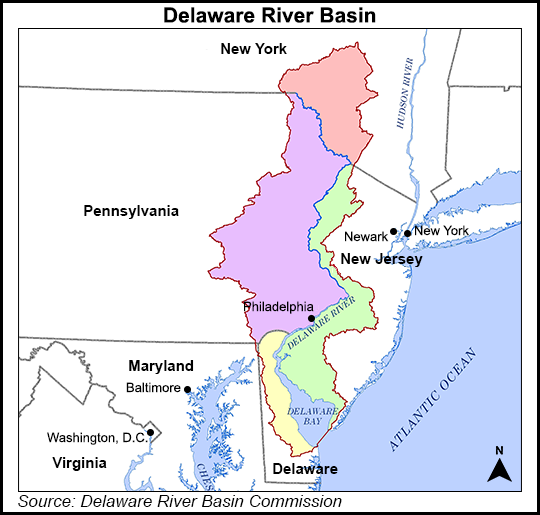 Delaware River Basin
New York
HUDSON RIVER
Pennsylvania
Newark
New York
New Jersey
Philadelphia
DELAWARE RIVER
Maryland
Baltimore
DELAWARE
BAY
ATLANTIC OCEAN
Washington, D.C.
CHES
Virginia
Delaware
N
Source: Delaware River Basin Commission